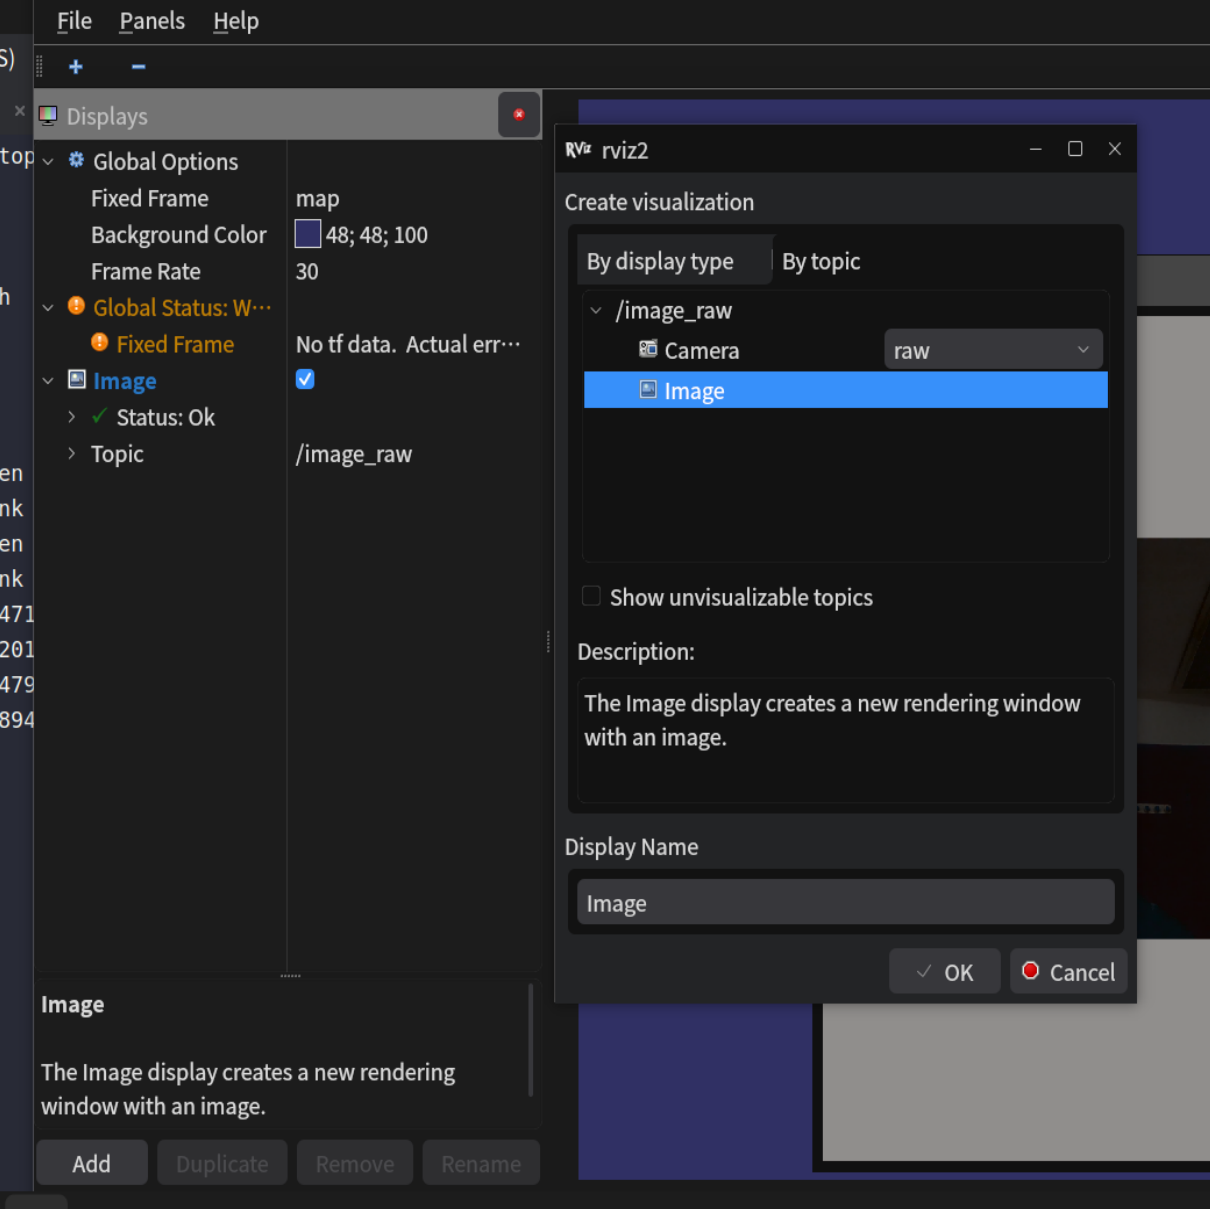 File Panels Help
S)
+ −
Displays
top
Global Options
Fixed Frame map
Background Color 48; 48; 100
Frame Rate 30
h
Global Status: W···
Fixed Frame No tf data. Actual err···
Image
Status: Ok
Topic /image_raw
en
nk
en
nk
471
201
479
894
Image
The Image display creates a new rendering
window with an image.
Add Duplicate Remove Rename
RViz rviz2
Create visualization
By display type By topic
/image_raw
Camera raw
Image
Show unvisualizable topics
Description:
The Image display creates a new rendering window
with an image.
Display Name
Image
OK Cancel